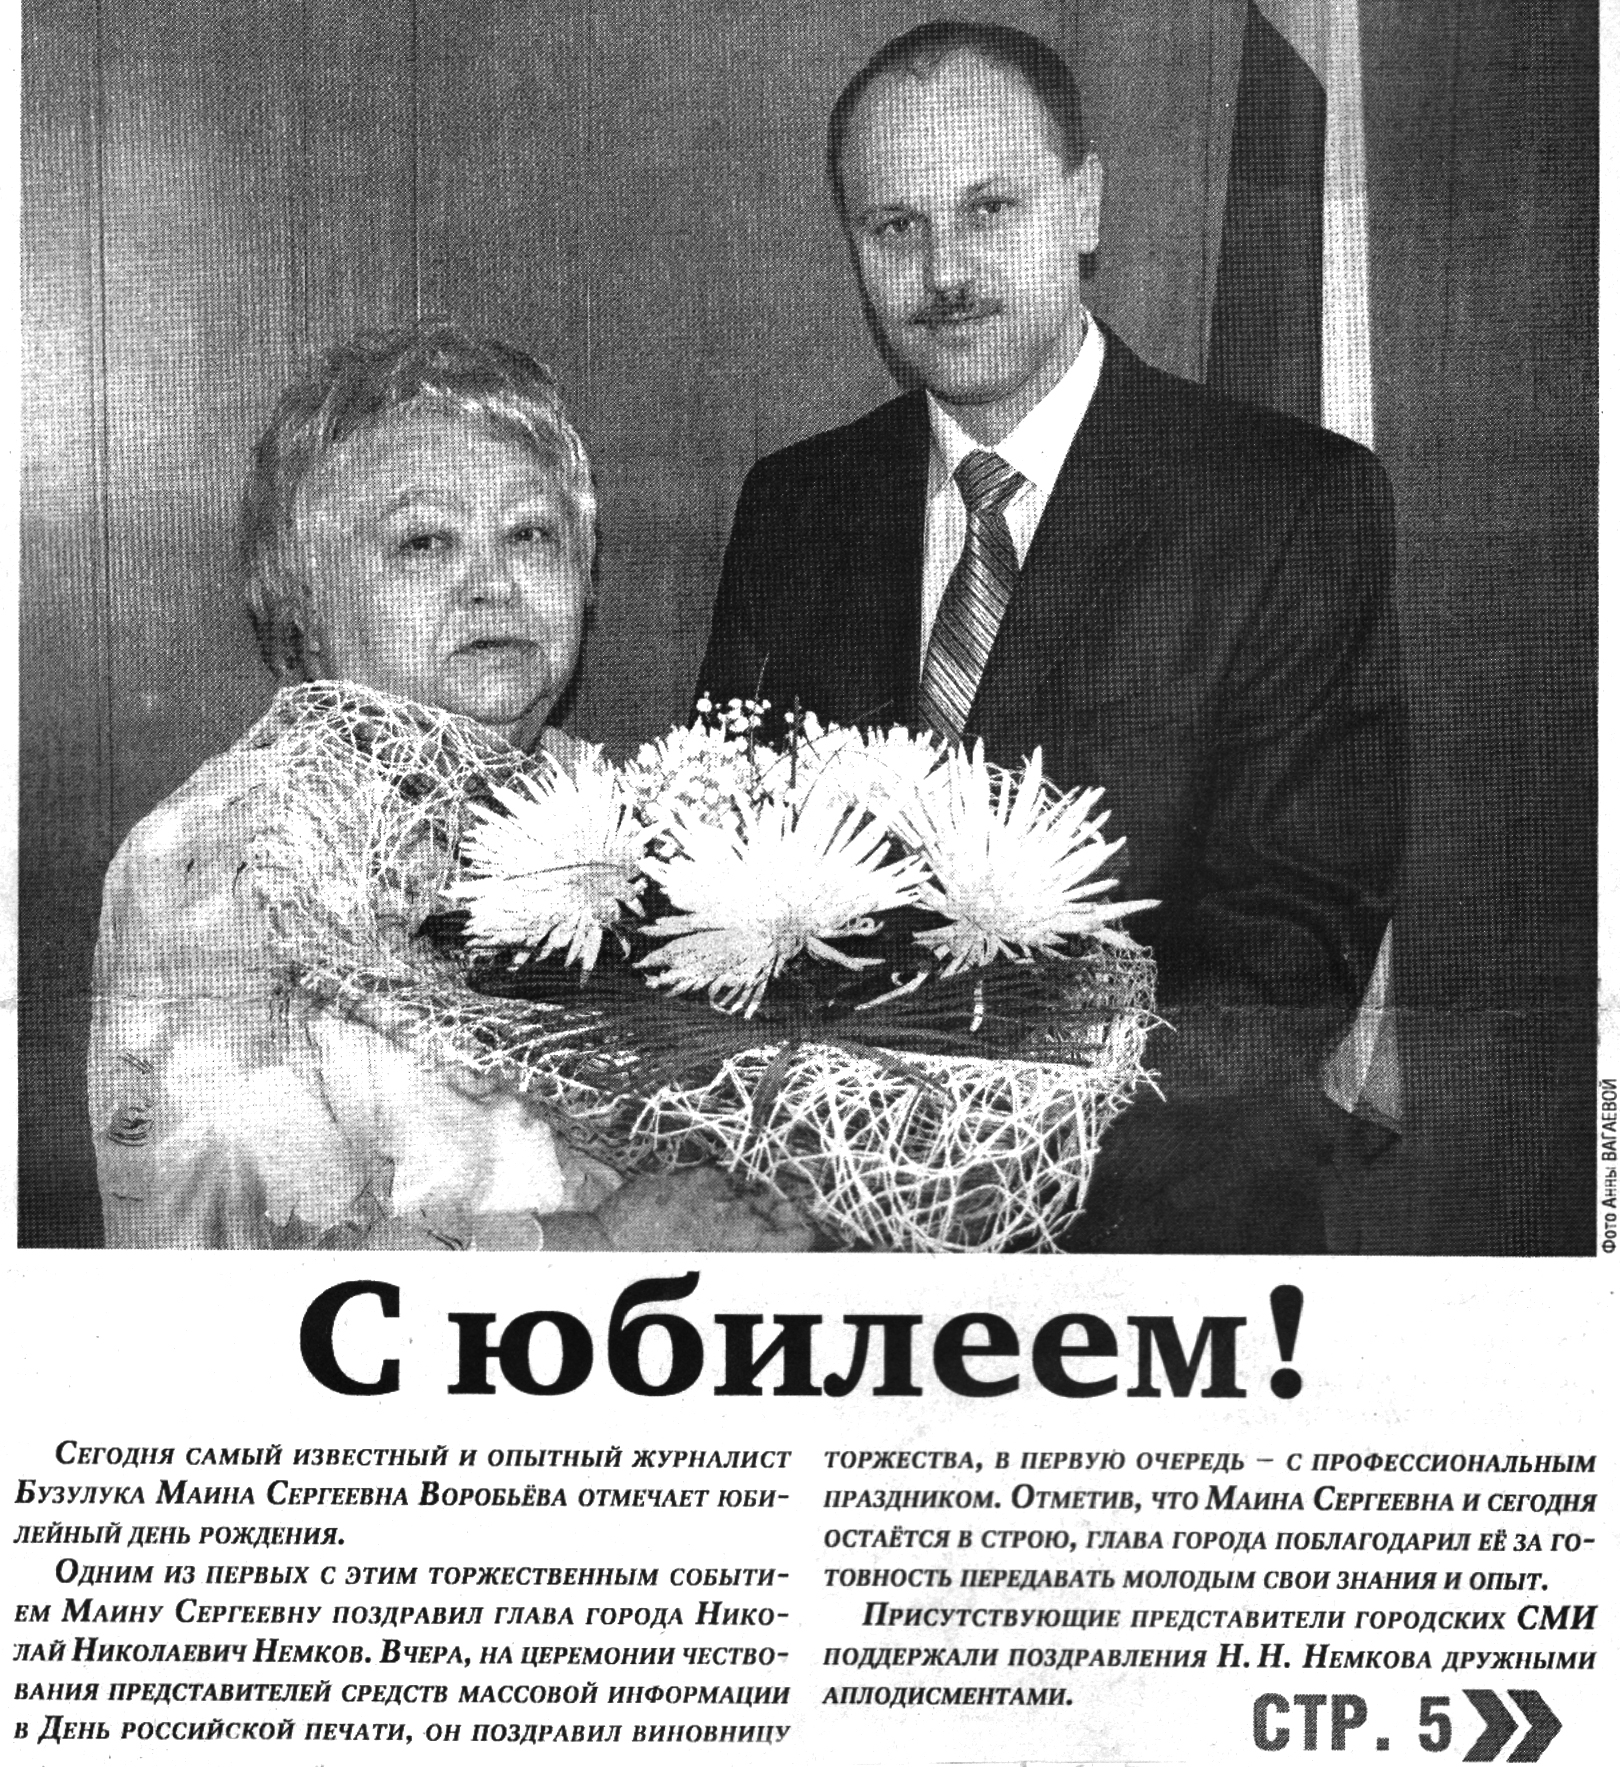 Фото Анны ВАГАЕВОЙ
С юбилеем!
Сегодня самый известный и опытный журналист
Бузулука Маина Сергеевна Воробьёва отмечает юби-
лейный день рождения.
Одним из первых с этим торжественным событи-
ем Маину Сергеевну поздравил глава города Нико-
лай Николаевич Немков. Вчера, на церемонии чество-
вания представителей средств массовой информации
в День российской печати, он поздравил виновницу
торжества, в первую очередь – с профессиональным
праздником. Отметив, что Маина Сергеевна и сегодня
остаётся в строю, глава города поблагодарил её за го-
товность передавать молодым свои знания и опыт.
Присутствующие представители городских СМИ
поддержали поздравления Н. Н. Немкова дружными
аплодисментами.
СТР. 5